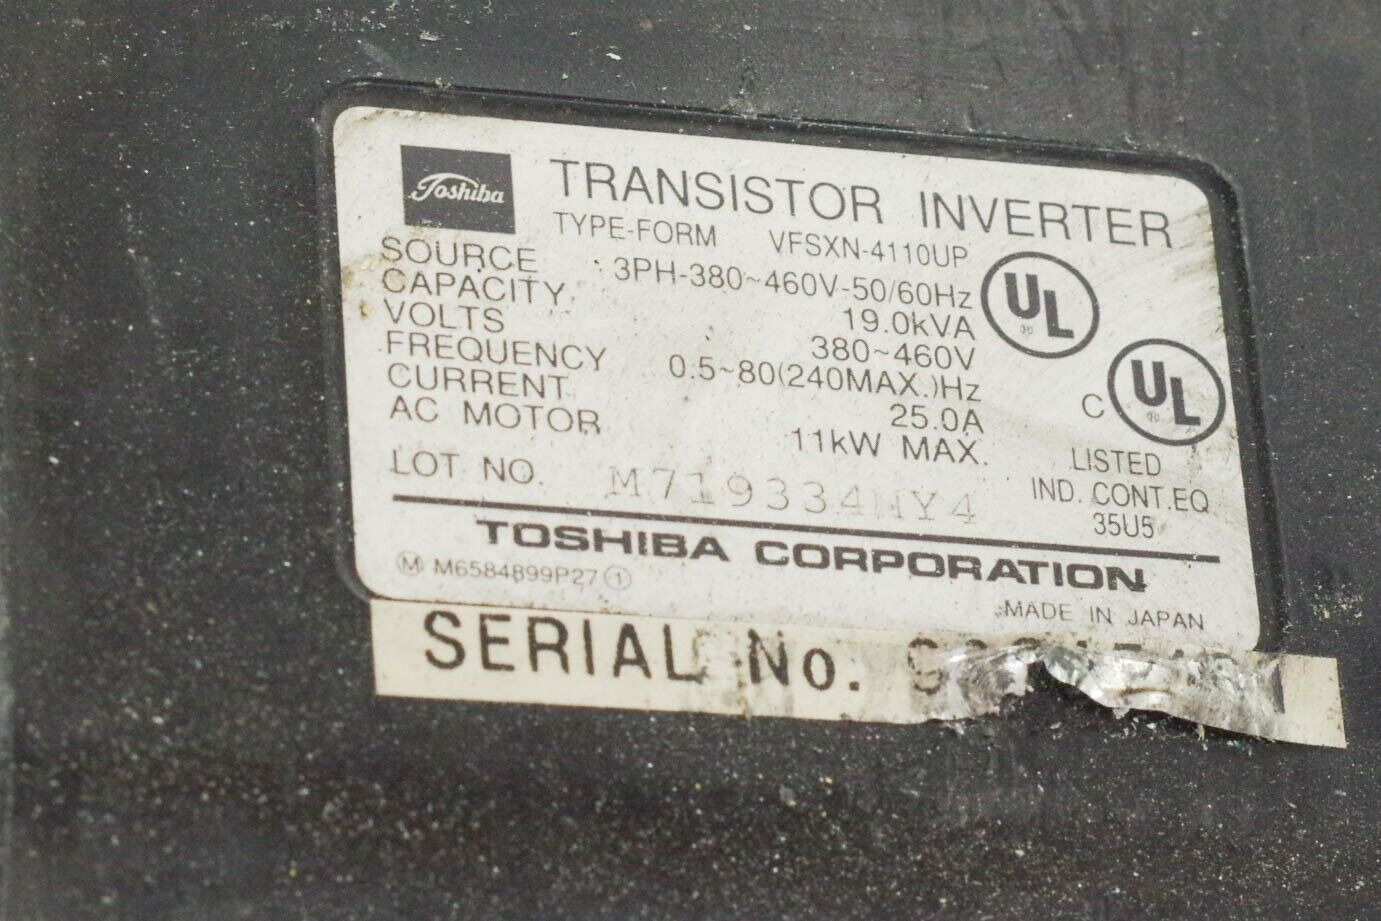 Toshiba
TRANSISTOR INVERTER
TYPE-FORM VFSXN-4110UP
SOURCE 3PH-380~460V-50/60Hz
CAPACITY 19.0kVA
VOLTS 380~460V
FREQUENCY 0.5~80(240MAX.)Hz
CURRENT 25.0A
AC MOTOR 11kW MAX.
UL
®
C UL
®
LISTED
IND. CONT.EQ
35U5
LOT NO. M719334NY4
TOSHIBA CORPORATION
Ⓜ M6584899P27 ①
MADE IN JAPAN
SERIAL No.